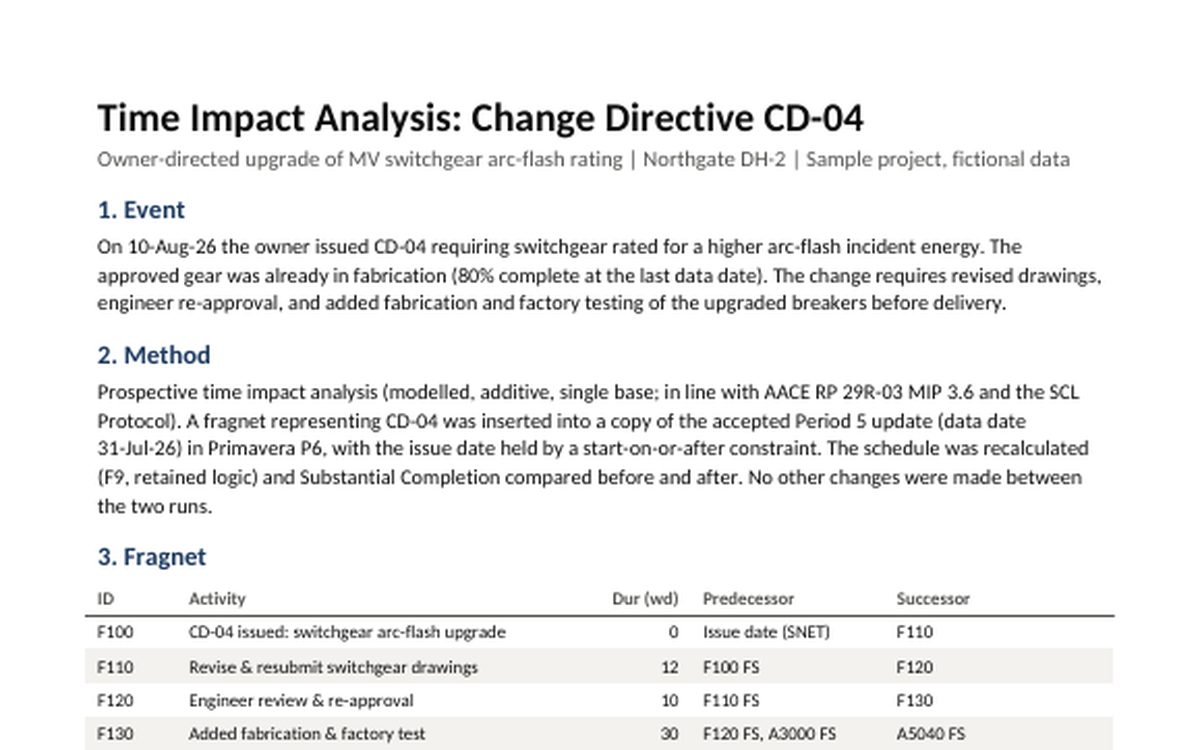 Time Impact Analysis: Change Directive CD-04
Owner-directed upgrade of MV switchgear arc-flash rating | Northgate DH-2 | Sample project, fictional data
1. Event
On 10-Aug-26 the owner issued CD-04 requiring switchgear rated for a higher arc-flash incident energy. The
approved gear was already in fabrication (80% complete at the last data date). The change requires revised drawings,
engineer re-approval, and added fabrication and factory testing of the upgraded breakers before delivery.
2. Method
Prospective time impact analysis (modelled, additive, single base; in line with AACE RP 29R-03 MIP 3.6 and the SCL
Protocol). A fragnet representing CD-04 was inserted into a copy of the accepted Period 5 update (data date
31-Jul-26) in Primavera P6, with the issue date held by a start-on-or-after constraint. The schedule was recalculated
(F9, retained logic) and Substantial Completion compared before and after. No other changes were made between
the two runs.
3. Fragnet
ID Activity Dur (wd) Predecessor Successor
F100 CD-04 issued: switchgear arc-flash upgrade 0 Issue date (SNET) F110
F110 Revise & resubmit switchgear drawings 12 F100 FS F120
F120 Engineer review & re-approval 10 F110 FS F130
F130 Added fabrication & factory test 30 F120 FS, A3000 FS A5040 FS